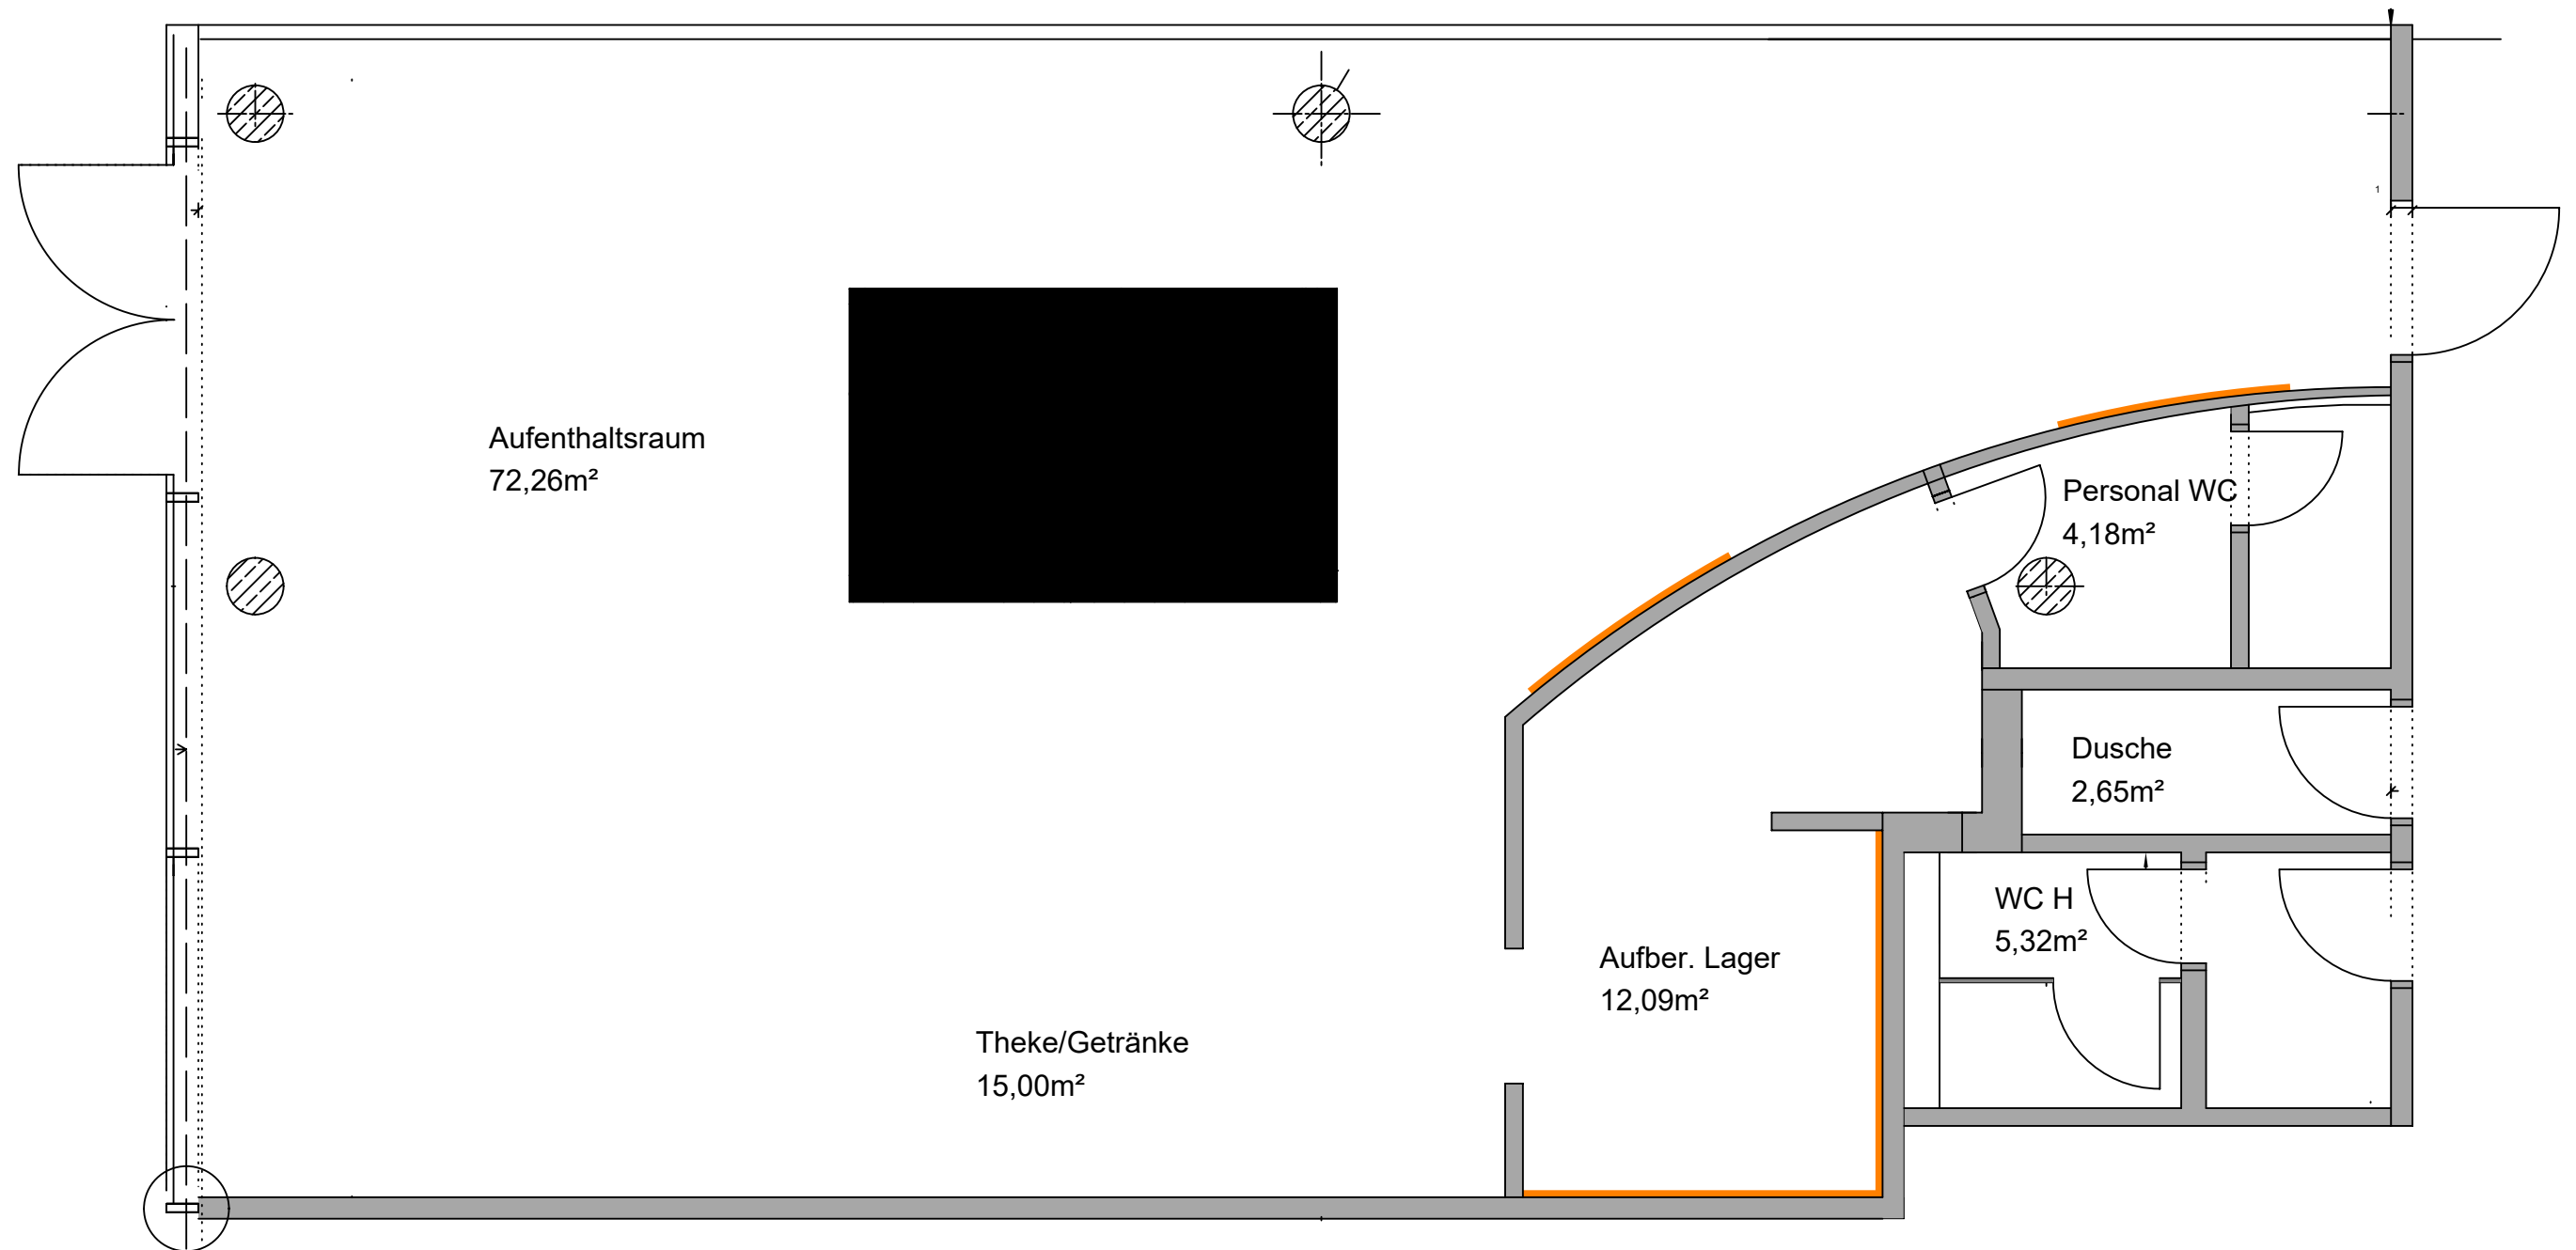 1
Aufenthaltsraum
72,26m²
Personal WC
4,18m²
Dusche
2,65m²
WC H
5,32m²
Aufber. Lager
12,09m²
Theke/Getränke
15,00m²